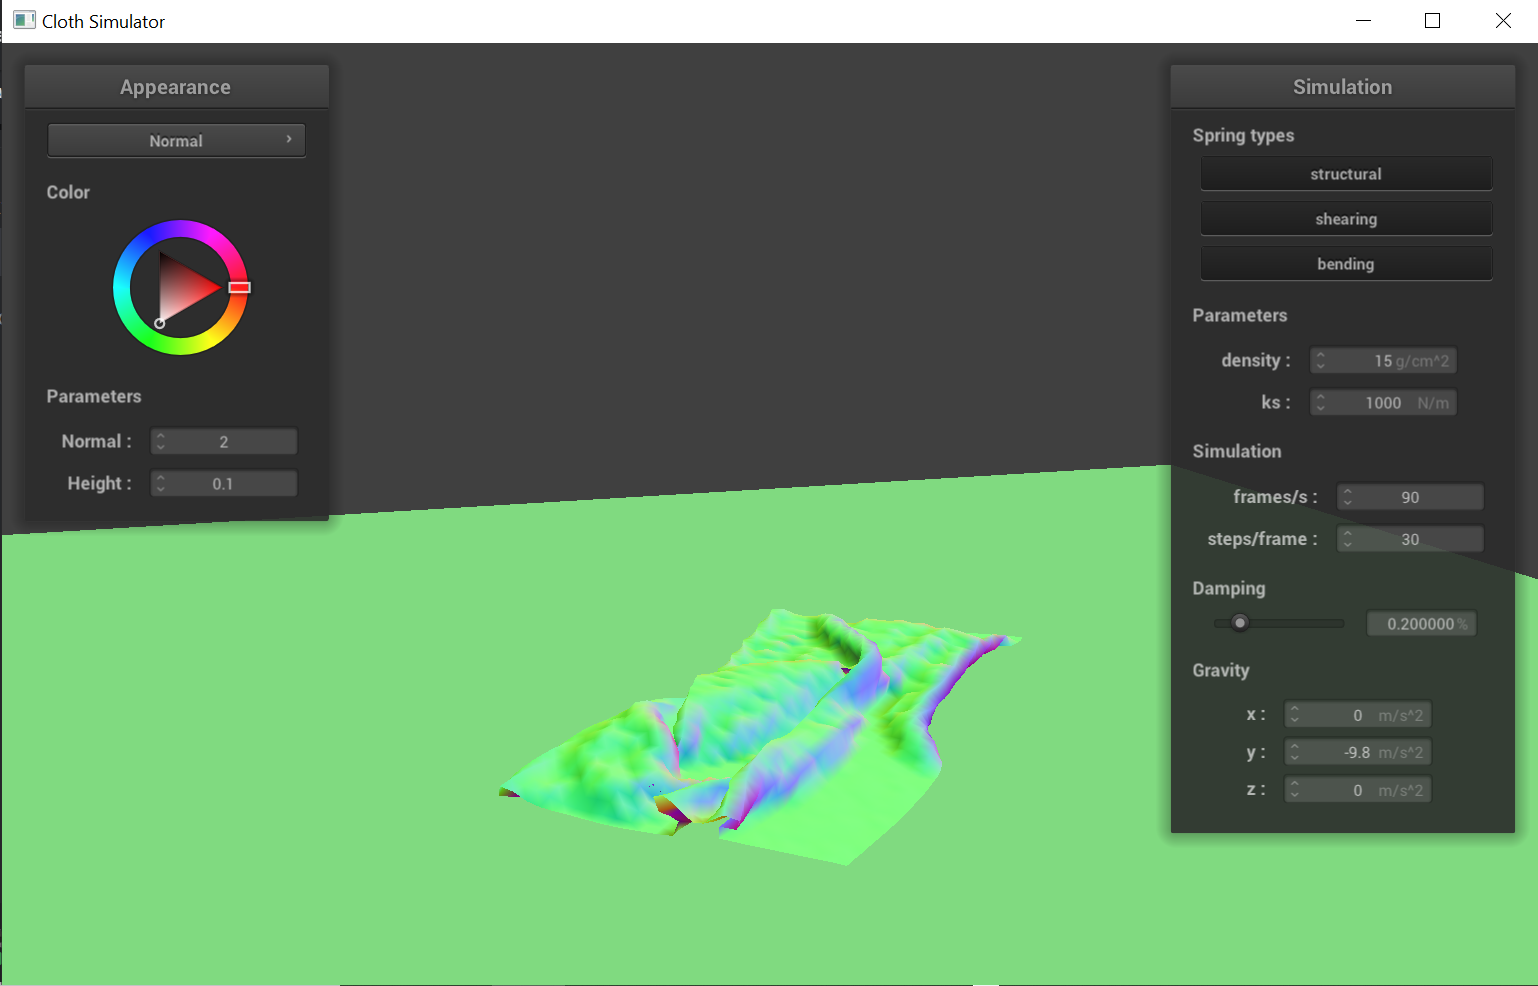 Cloth Simulator
Appearance
Normal
Color
Parameters
Normal : 2
Height : 0.1
Simulation
Spring types
structural
shearing
bending
Parameters
density : 15 g/cm^2
ks : 1000 N/m
Simulation
frames/s : 90
steps/frame : 30
Damping
0.200000 %
Gravity
x : 0 m/s^2
y : -9.8 m/s^2
z : 0 m/s^2